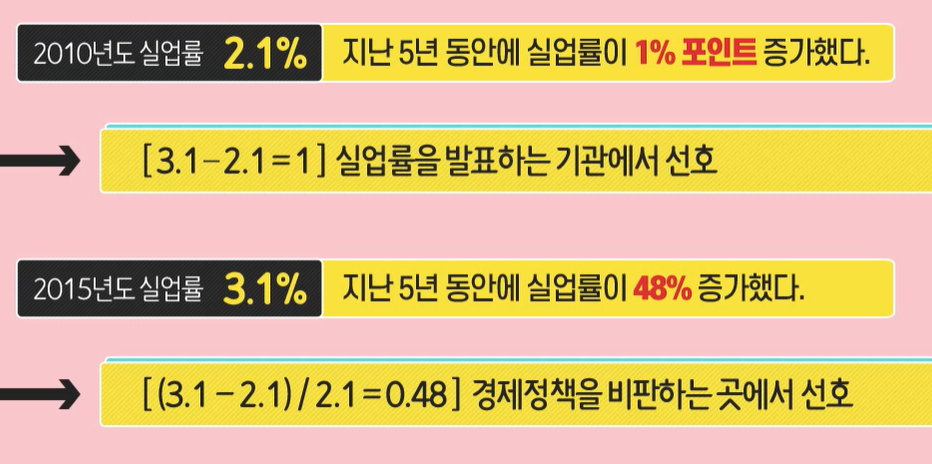 2010년도 실업률 2.1% 지난 5년 동안에 실업률이 1% 포인트 증가했다.
[3.1-2.1=1] 실업률을 발표하는 기관에서 선호
2015년도 실업률 3.1% 지난 5년 동안에 실업률이 48% 증가했다.
[(3.1-2.1)/2.1=0.48] 경제정책을 비판하는 곳에서 선호